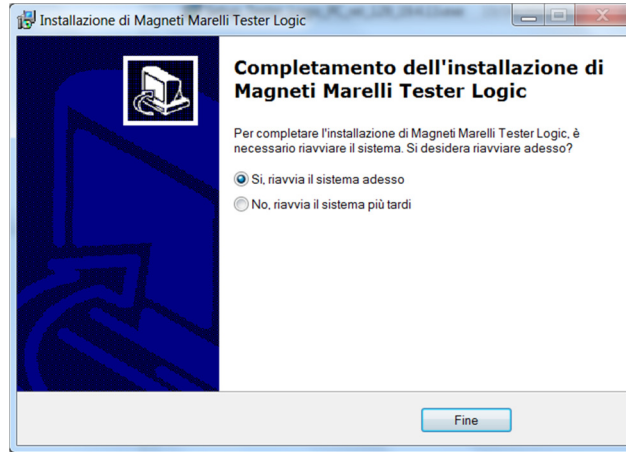 Installazione di Magneti Marelli Tester Logic
Completamento dell'installazione di
Magneti Marelli Tester Logic
Per completare l'installazione di Magneti Marelli Tester Logic, è
necessario riavviare il sistema. Si desidera riavviare adesso?
Sì, riavvia il sistema adesso
No, riavvia il sistema più tardi
Fine